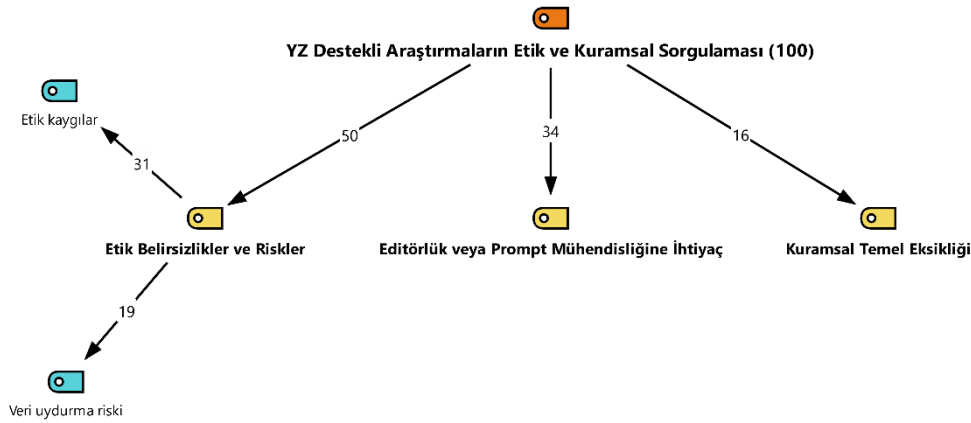 YZ Destekli Araştırmaların Etik ve Kuramsal Sorgulaması (100)
Etik kaygılar
50
34
16
31
Etik Belirsizlikler ve Riskler
Editörlük veya Prompt Mühendisliğine İhtiyaç
Kuramsal Temel Eksikliği
19
Veri uydurma riski